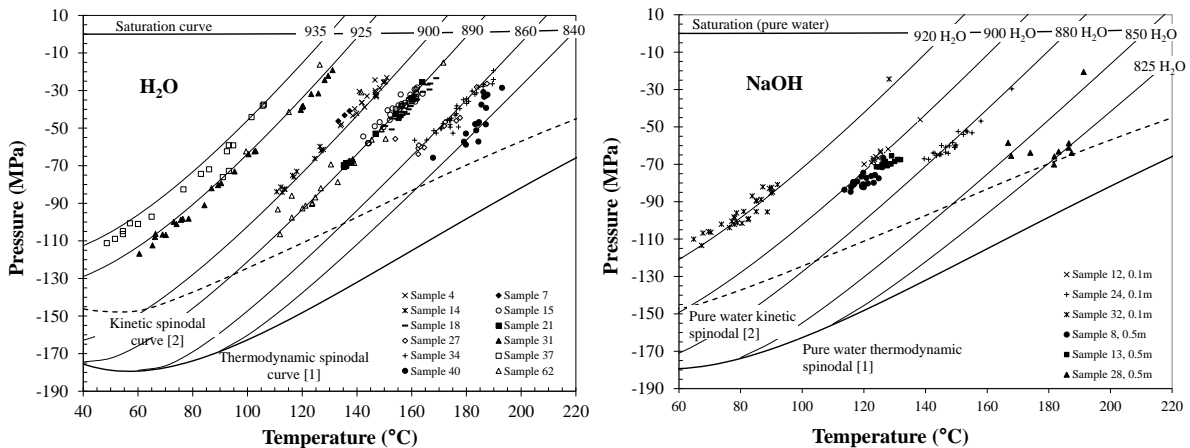 10
-10
-30
-50
-70
-90
-110
-130
-150
-170
-190
Pressure (MPa)
Saturation curve
935
925
900
890
860
840
H₂O
Kinetic spinodal
curve [2]
Thermodynamic spinodal
curve [1]
Sample 4
Sample 7
Sample 14
Sample 15
Sample 18
Sample 21
Sample 27
Sample 31
Sample 34
Sample 37
Sample 40
Sample 62
40
60
80
100
120
140
160
180
200
220
Temperature (°C)
10
-10
-30
-50
-70
-90
-110
-130
-150
-170
-190
Pressure (MPa)
Saturation (pure water)
920 H₂O
900 H₂O
880 H₂O
850 H₂O
825 H₂O
NaOH
Pure water kinetic
spinodal [2]
Pure water thermodynamic
spinodal [1]
Sample 12, 0.1m
Sample 24, 0.1m
Sample 32, 0.1m
Sample 8, 0.5m
Sample 13, 0.5m
Sample 28, 0.5m
60
80
100
120
140
160
180
200
220
Temperature (°C)